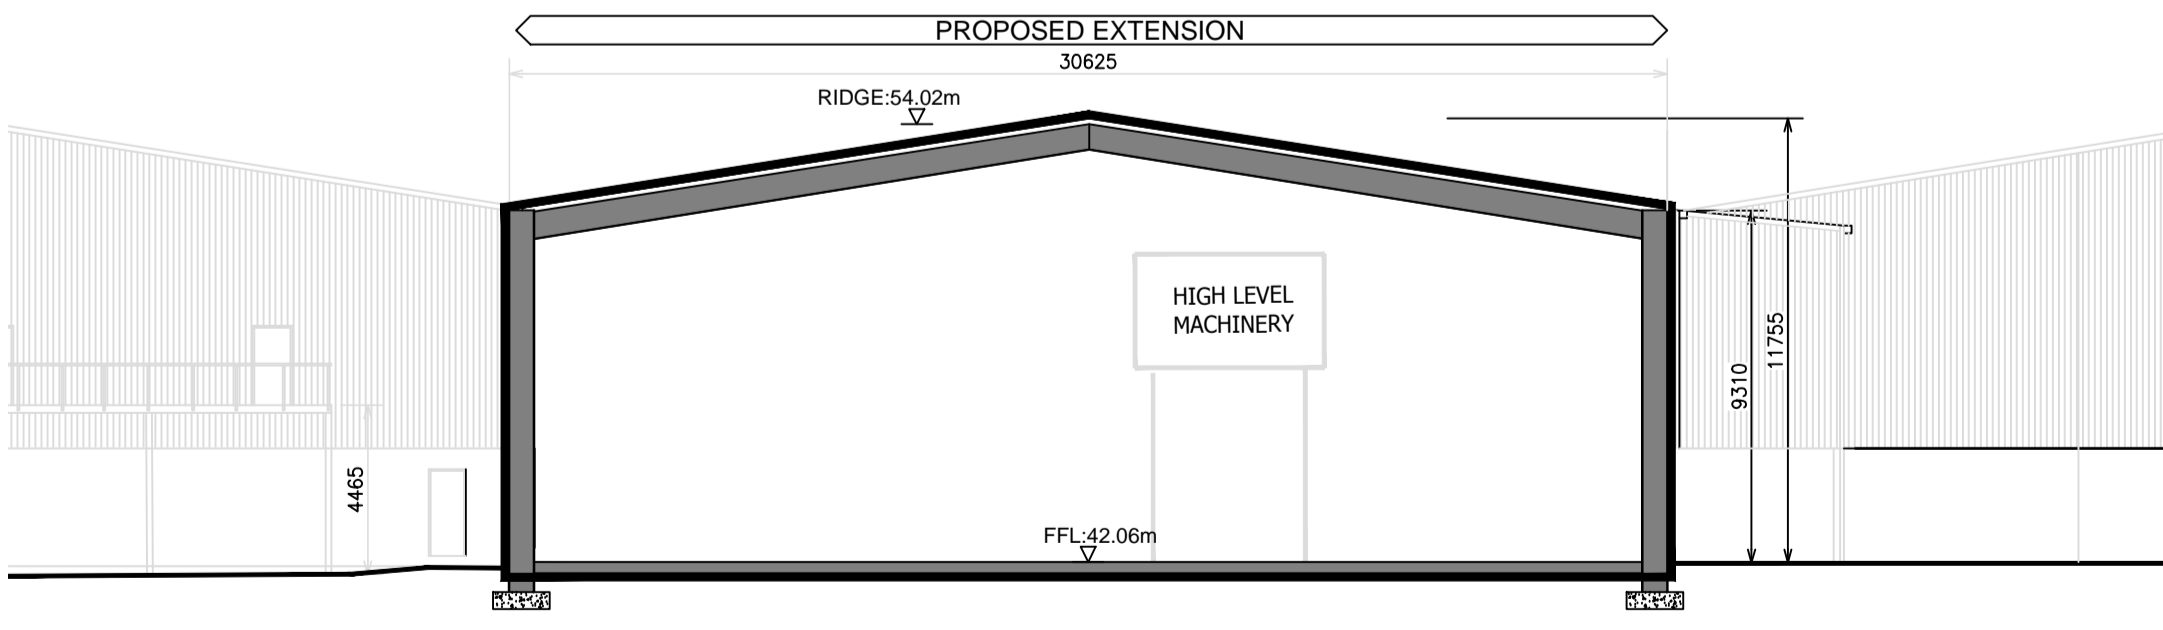 PROPOSED EXTENSION
30625
RIDGE:54.02m
HIGH LEVEL
MACHINERY
11755
9310
4465
FFL:42.06m